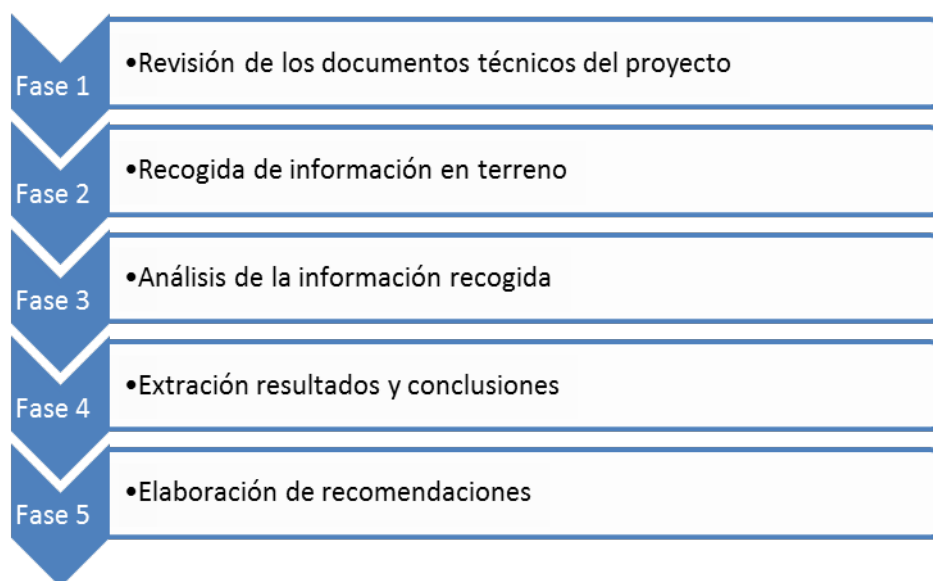 Fase 1
•Revisión de los documentos técnicos del proyecto
Fase 2
•Recogida de información en terreno
Fase 3
•Análisis de la información recogida
Fase 4
•Extracción resultados y conclusiones
Fase 5
•Elaboración de recomendaciones